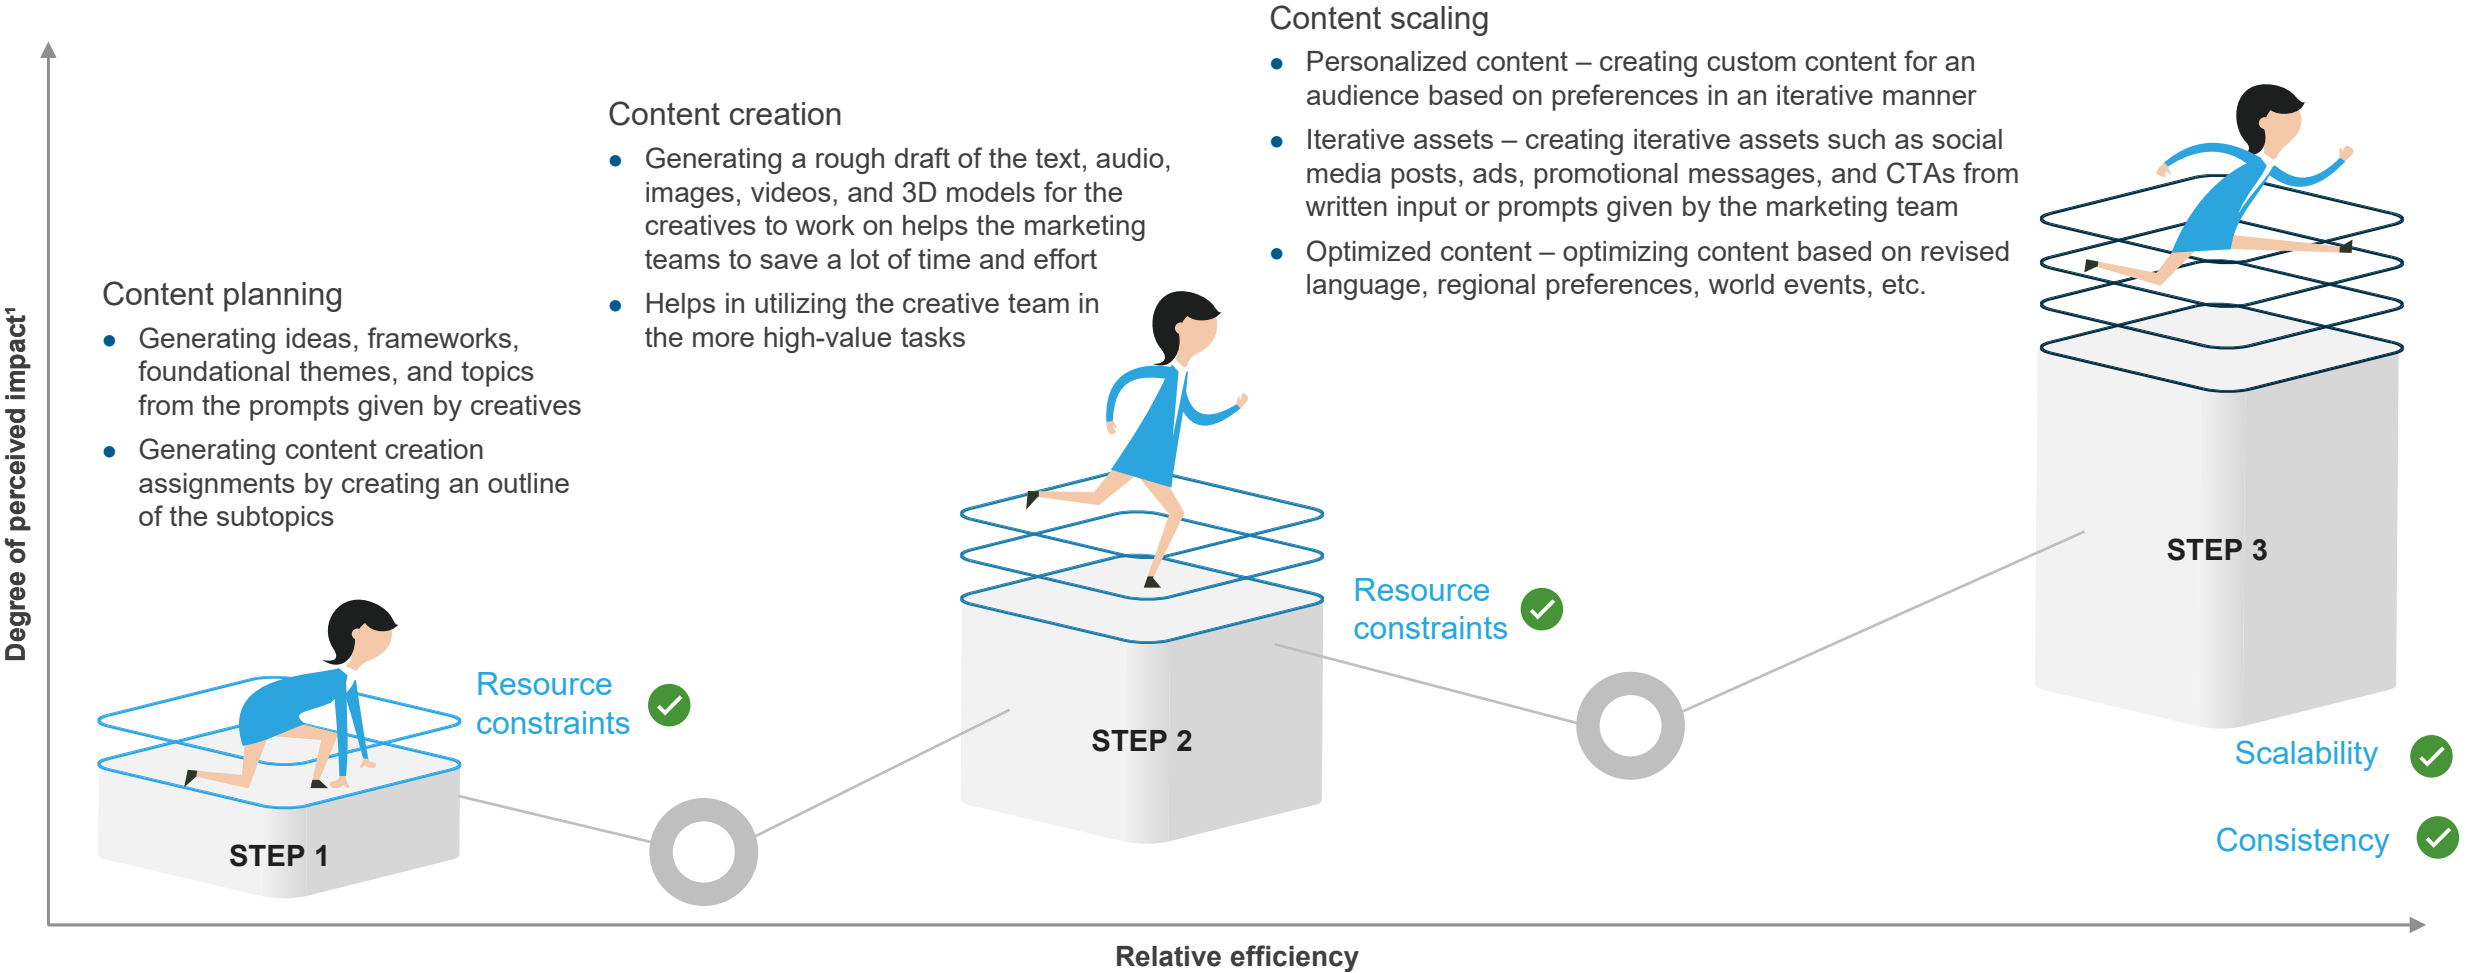 Content scaling
● Personalized content – creating custom content for an
audience based on preferences in an iterative manner
● Iterative assets – creating iterative assets such as social
media posts, ads, promotional messages, and CTAs from
written input or prompts given by the marketing team
● Optimized content – optimizing content based on revised
language, regional preferences, world events, etc.
Content creation
● Generating a rough draft of the text, audio,
images, videos, and 3D models for the
creatives to work on helps the marketing
teams to save a lot of time and effort
● Helps in utilizing the creative team in
the more high-value tasks
Content planning
● Generating ideas, frameworks,
foundational themes, and topics
from the prompts given by creatives
● Generating content creation
assignments by creating an outline
of the subtopics
Degree of perceived impact¹
Resource
constraints
Resource
constraints
STEP 1
STEP 2
STEP 3
Scalability
Consistency
Relative efficiency